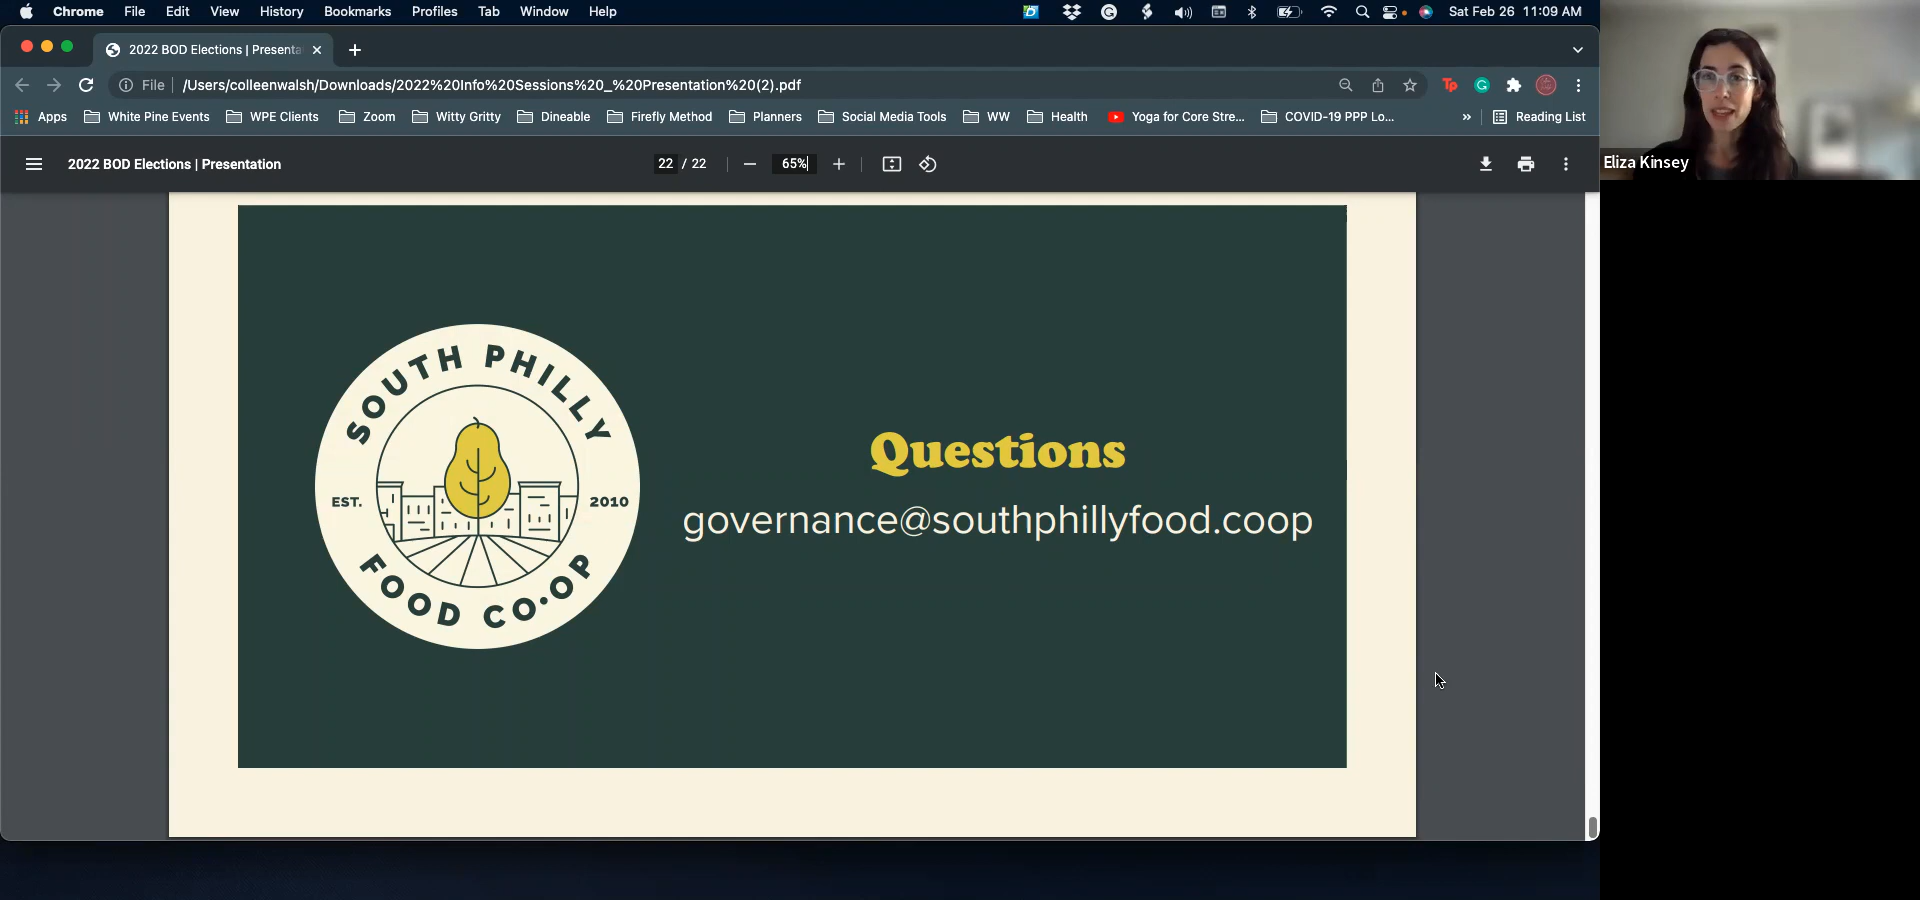 Chrome File Edit View History Bookmarks Profiles Tab Window Help
Sat Feb 26 11:09 AM
2022 BOD Elections | Presenta
File /Users/colleenwalsh/Downloads/2022%20Info%20Sessions%20_%20Presentation%20(2).pdf
Apps White Pine Events WPE Clients Zoom Witty Gritty Dineable Firefly Method Planners Social Media Tools WW Health Yoga for Core Stre... COVID-19 PPP Lo... » Reading List
2022 BOD Elections | Presentation
22 / 22
65%
Eliza Kinsey
SOUTH PHILLY
EST. 2010
FOOD CO·OP
Questions
governance@southphillyfood.coop